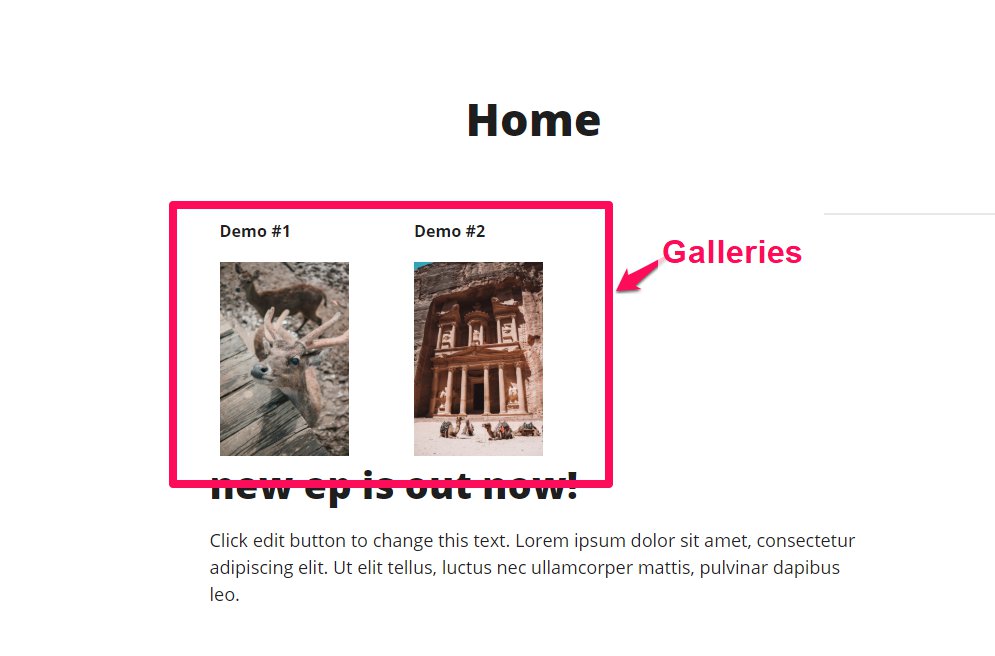 Home
Demo #1
Demo #2
Galleries
new ep is out now!
Click edit button to change this text. Lorem ipsum dolor sit amet, consectetur
adipiscing elit. Ut elit tellus, luctus nec ullamcorper mattis, pulvinar dapibus
leo.